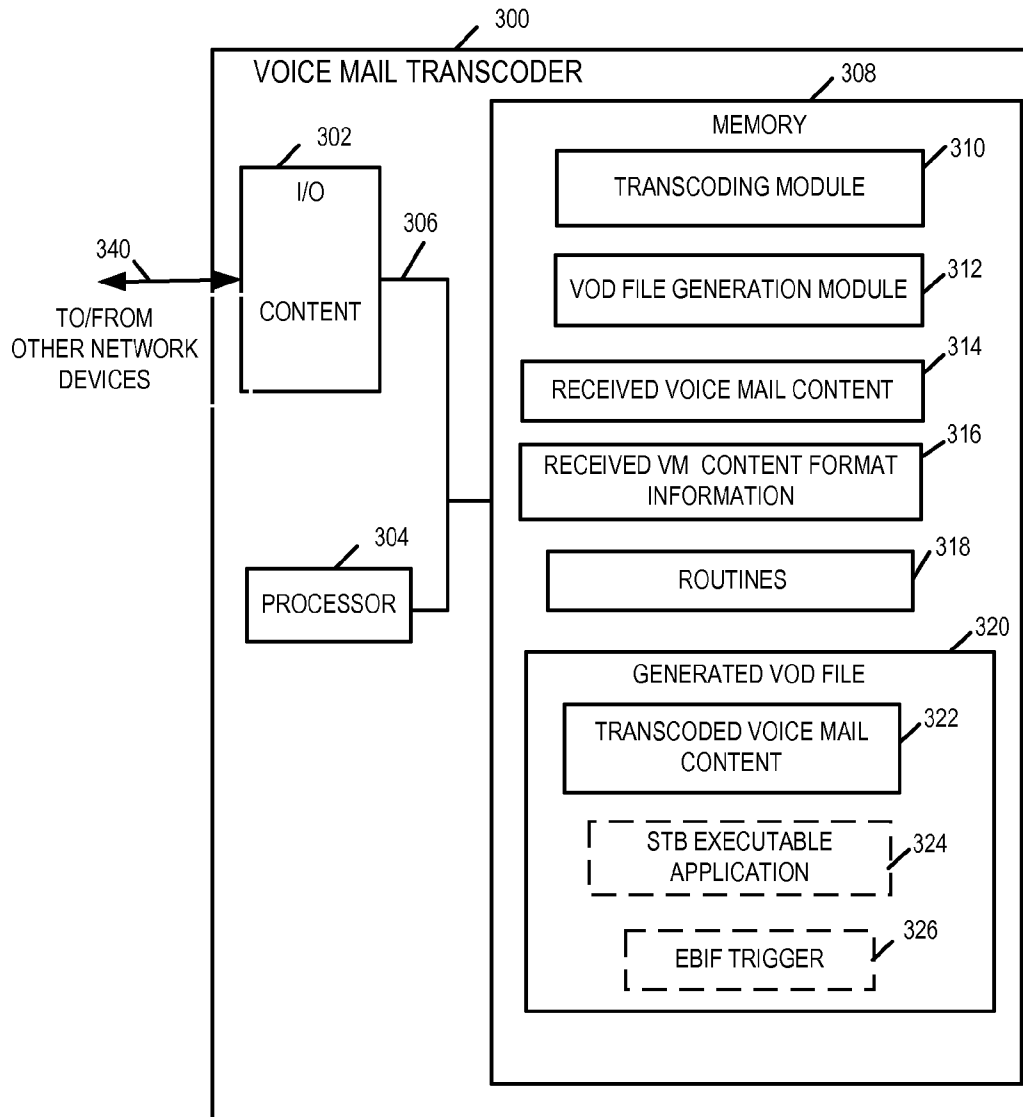 300
VOICE MAIL TRANSCODER
308
MEMORY
302
I/O
CONTENT
306
340
TO/FROM
OTHER NETWORK
DEVICES
304
PROCESSOR
310
TRANSCODING MODULE
312
VOD FILE GENERATION MODULE
314
RECEIVED VOICE MAIL CONTENT
316
RECEIVED VM CONTENT FORMAT
INFORMATION
318
ROUTINES
320
GENERATED VOD FILE
322
TRANSCODED VOICE MAIL
CONTENT
324
STB EXECUTABLE
APPLICATION
326
EBIF TRIGGER